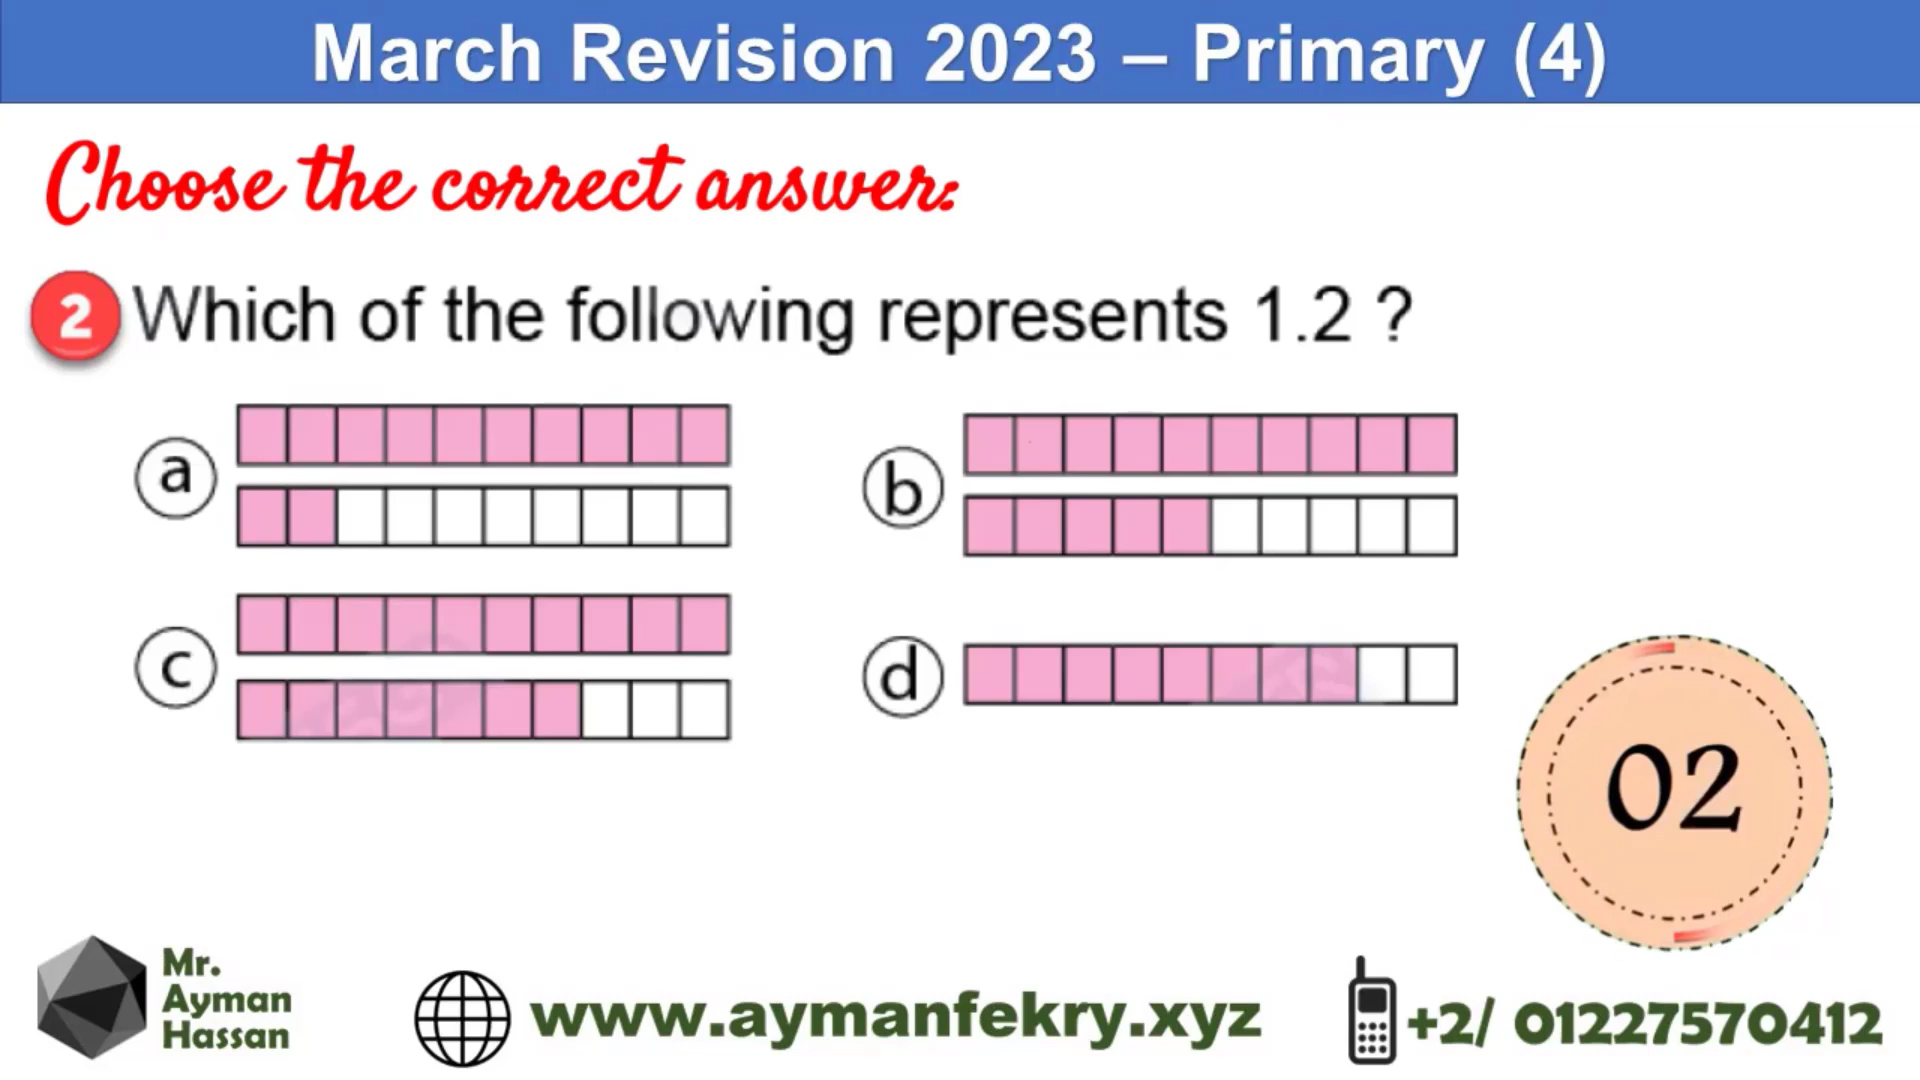 March Revision 2023 – Primary (4)
Choose the correct answer:
2 Which of the following represents 1.2 ?
a
b
c
d
02
Mr.
Ayman
Hassan
www.aymanfekry.xyz
+2/ 01227570412